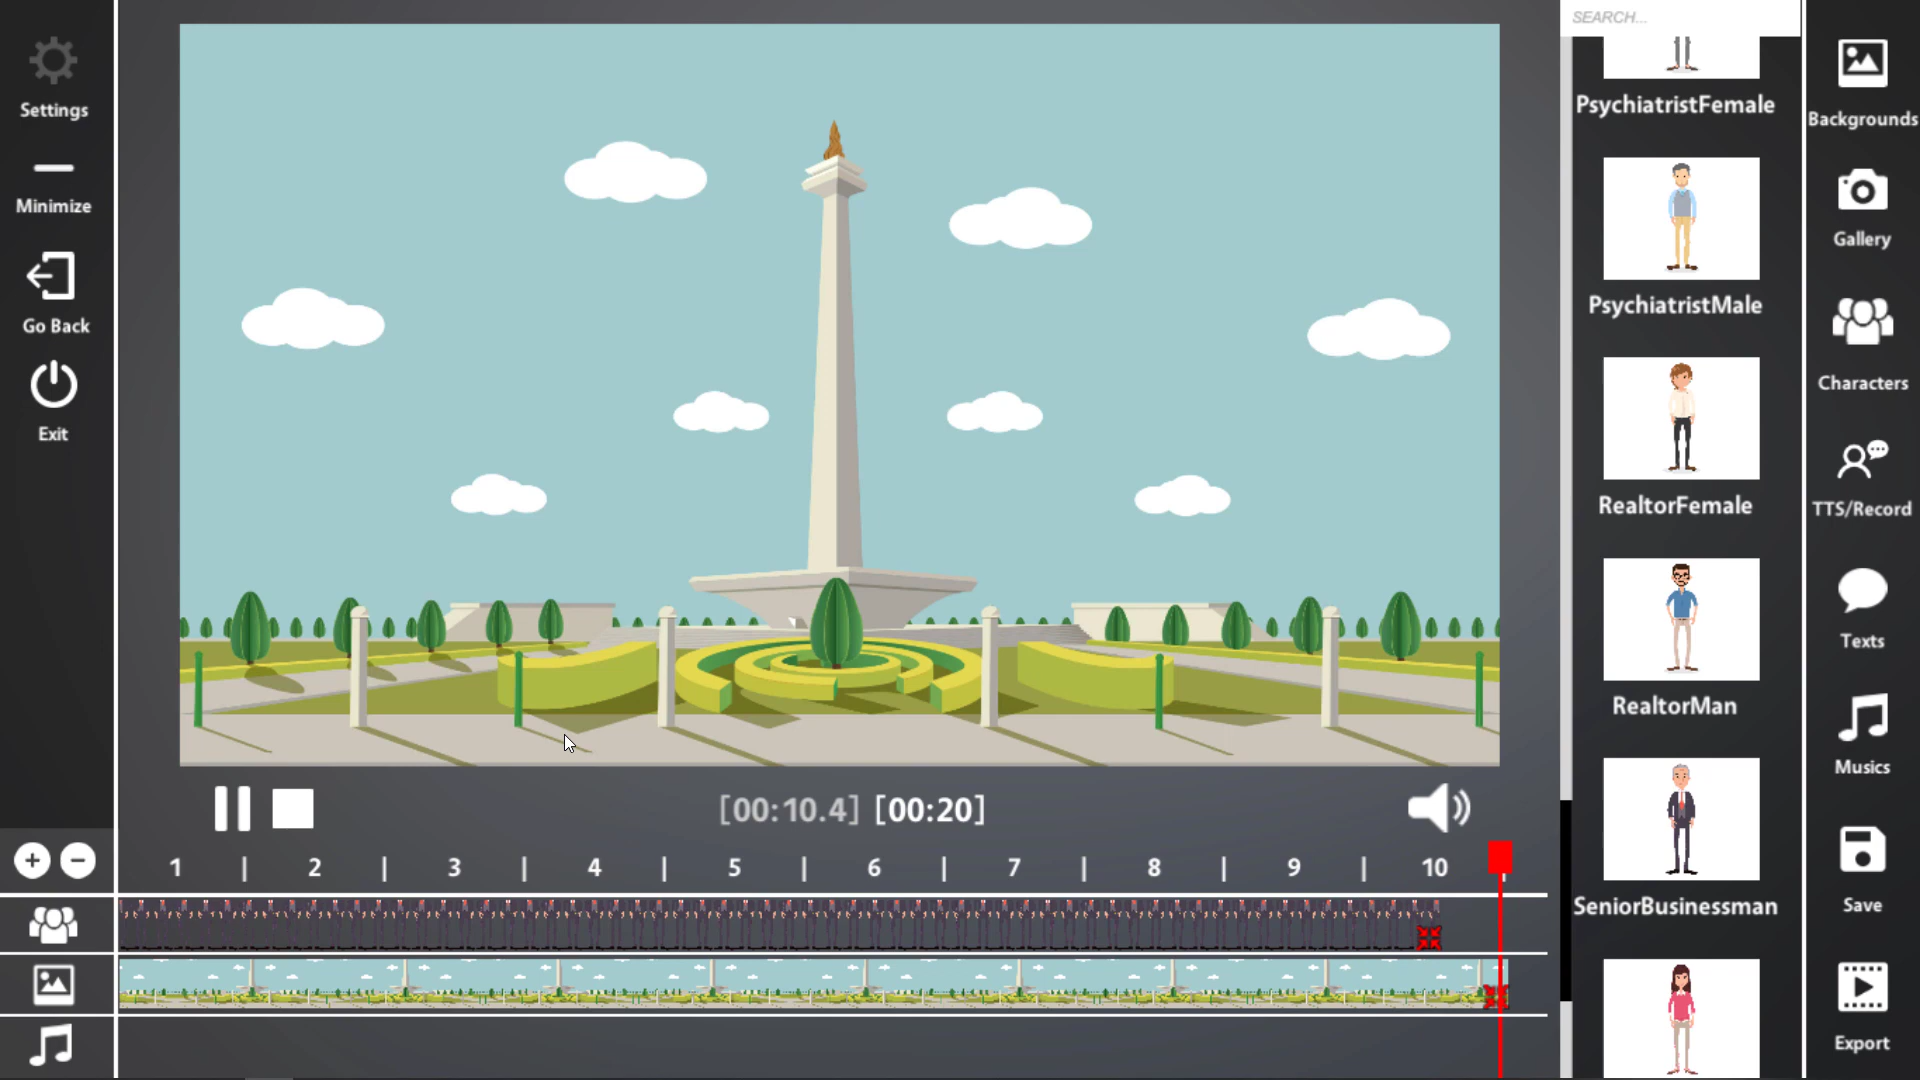 Settings
Minimize
Go Back
Exit
SEARCH...
PsychiatristFemale
PsychiatristMale
RealtorFemale
RealtorMan
SeniorBusinessman
Backgrounds
Gallery
Characters
TTS/Record
Texts
Musics
Save
Export
[00:10.4] [00:20]
1 | 2 | 3 | 4 | 5 | 6 | 7 | 8 | 9 | 10